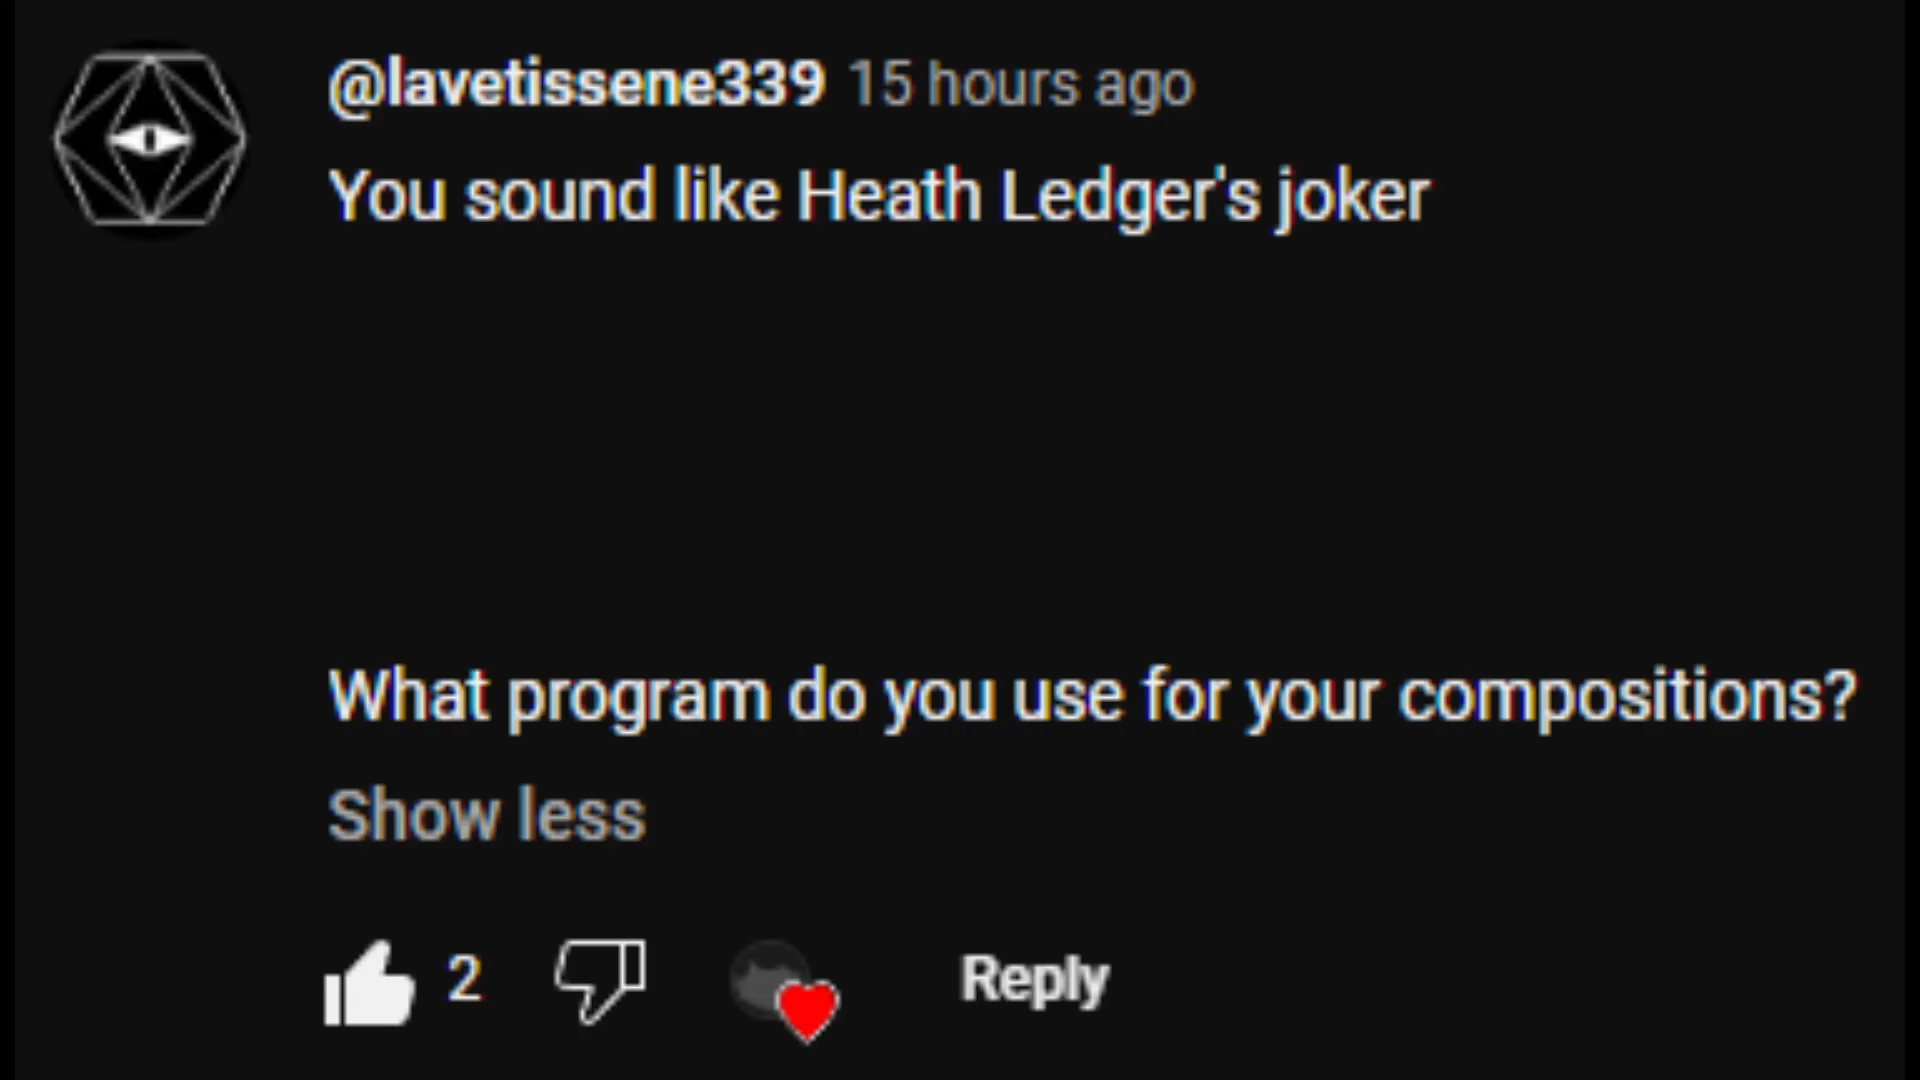 @lavetissene339 15 hours ago
You sound like Heath Ledger's joker
What program do you use for your compositions?
Show less
2 Reply